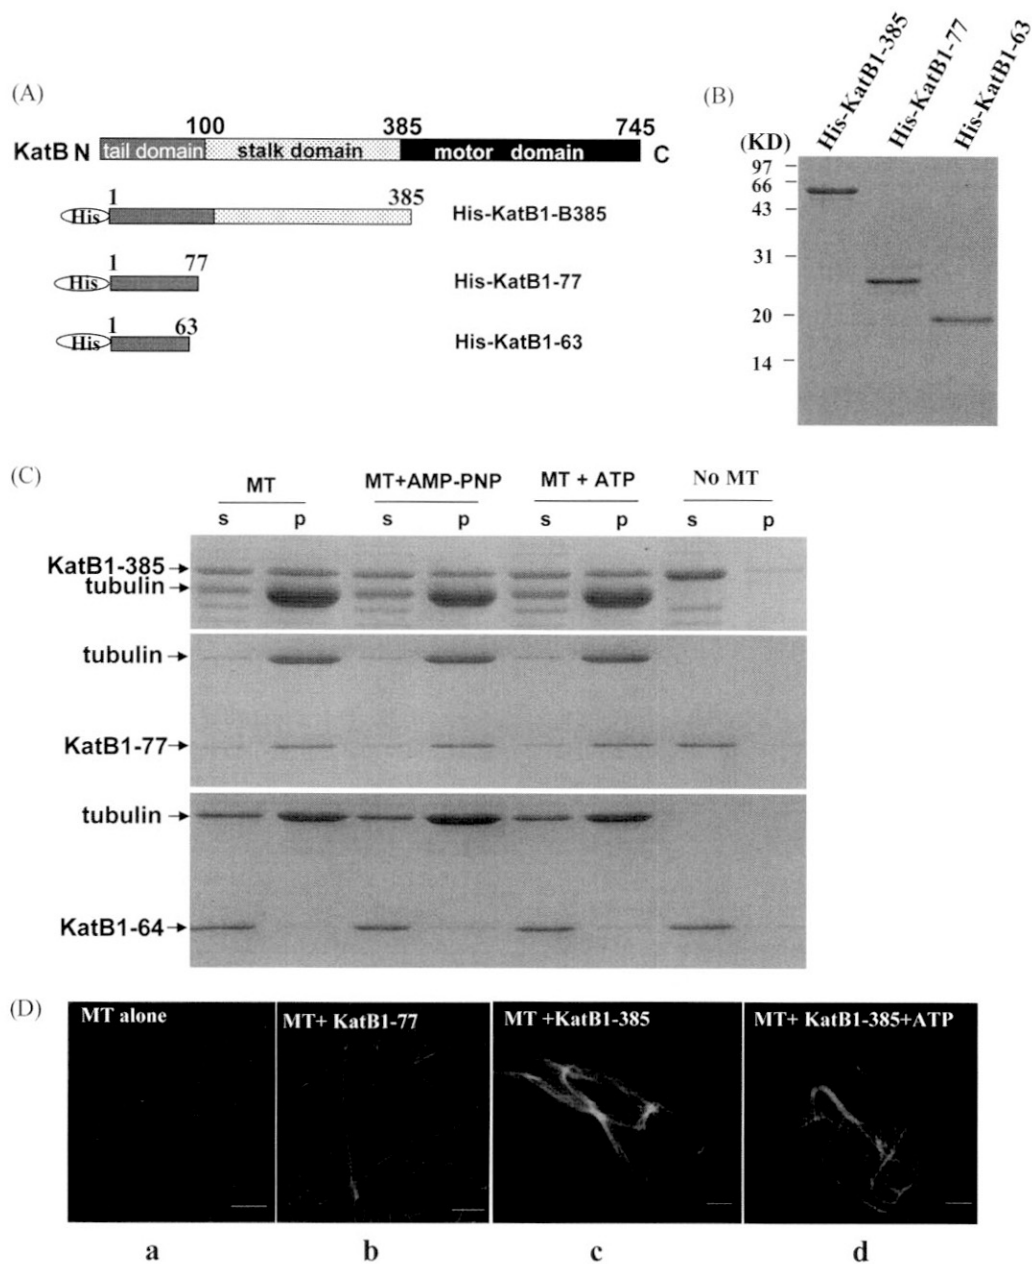 (A)
100 385 745
KatB N tail domain stalk domain motor domain C
1 385
His His-KatB1-B385
1 77
His His-KatB1-77
1 63
His His-KatB1-63
(B)
His-KatB1-385
His-KatB1-77
His-KatB1-63
(KD)
97
66
43
31
20
14
(C)
MT MT+AMP-PNP MT + ATP No MT
s p s p s p s p
KatB1-385
tubulin
tubulin
KatB1-77
tubulin
KatB1-64
(D)
MT alone MT+ KatB1-77 MT +KatB1-385 MT+ KatB1-385+ATP
a b c d